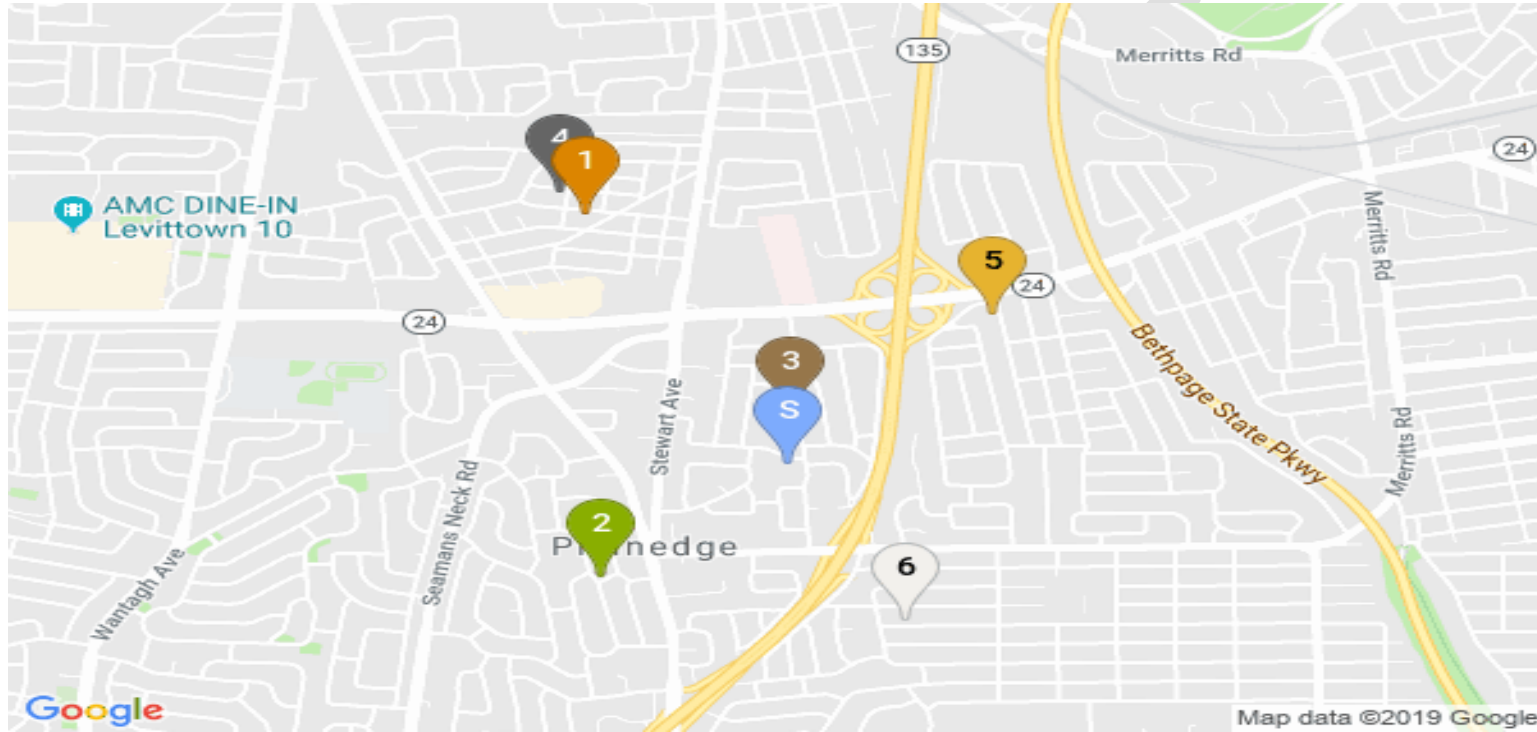 135
Merritts Rd
24
4
1
AMC DINE-IN
Levittown 10
Merritts Rd
5
24
24
Bethpage State Pkwy
3
S
Stewart Ave
Merritts Rd
Seamans Neck Rd
2
6
Wantagh Ave
Google
Map data ©2019 Google